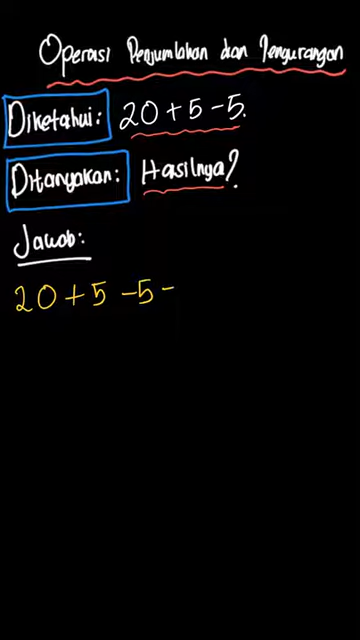 Operasi Penjumlahan dan Pengurangan
Diketahui: 20 + 5 - 5.
Ditanyakan: Hasilnya?
Jawab:
20 + 5 - 5 -